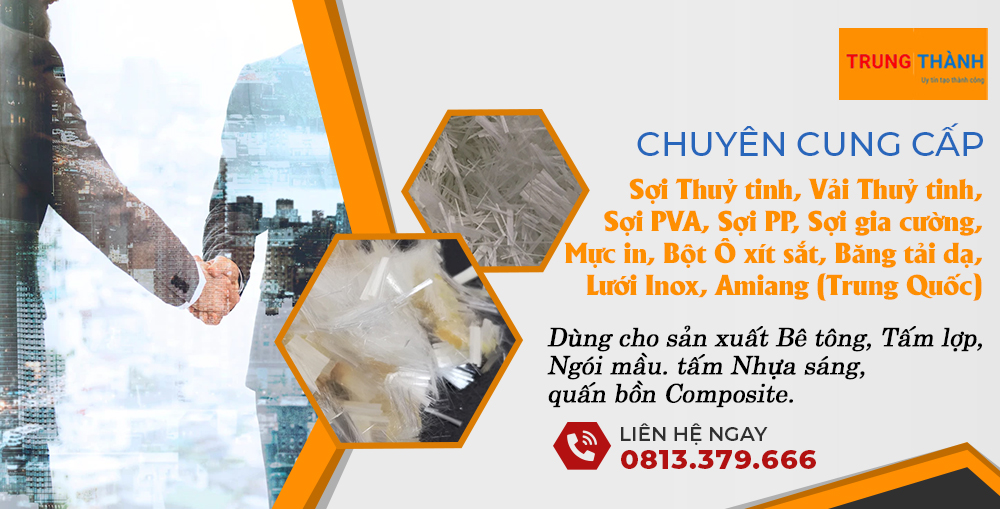 TRUNG THÀNH
Uy tín tạo thành công
CHUYÊN CUNG CẤP
Sợi Thuỷ tinh, Vải Thuỷ tinh,
Sợi PVA, Sợi PP, Sợi gia cường,
Mực in, Bột Ô xít sắt, Băng tải dạ,
Lưới Inox, Amiang (Trung Quốc)
Dùng cho sản xuất Bê tông, Tấm lợp,
Ngói mầu. tấm Nhựa sáng,
quấn bồn Composite.
LIÊN HỆ NGAY
0813.379.666